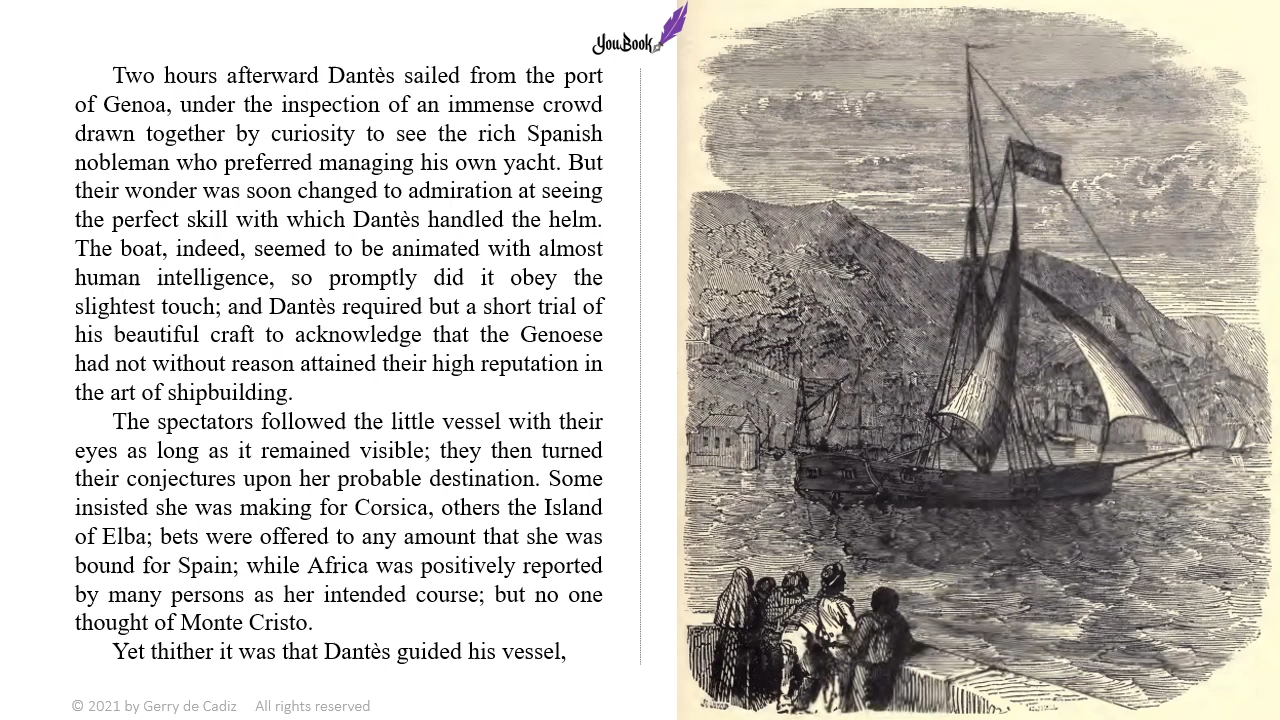 YouBook
Two hours afterward Dantès sailed from the port
of Genoa, under the inspection of an immense crowd
drawn together by curiosity to see the rich Spanish
nobleman who preferred managing his own yacht. But
their wonder was soon changed to admiration at seeing
the perfect skill with which Dantès handled the helm.
The boat, indeed, seemed to be animated with almost
human intelligence, so promptly did it obey the
slightest touch; and Dantès required but a short trial of
his beautiful craft to acknowledge that the Genoese
had not without reason attained their high reputation in
the art of shipbuilding.
The spectators followed the little vessel with their
eyes as long as it remained visible; they then turned
their conjectures upon her probable destination. Some
insisted she was making for Corsica, others the Island
of Elba; bets were offered to any amount that she was
bound for Spain; while Africa was positively reported
by many persons as her intended course; but no one
thought of Monte Cristo.
Yet thither it was that Dantès guided his vessel,
© 2021 by Gerry de Cadiz All rights reserved